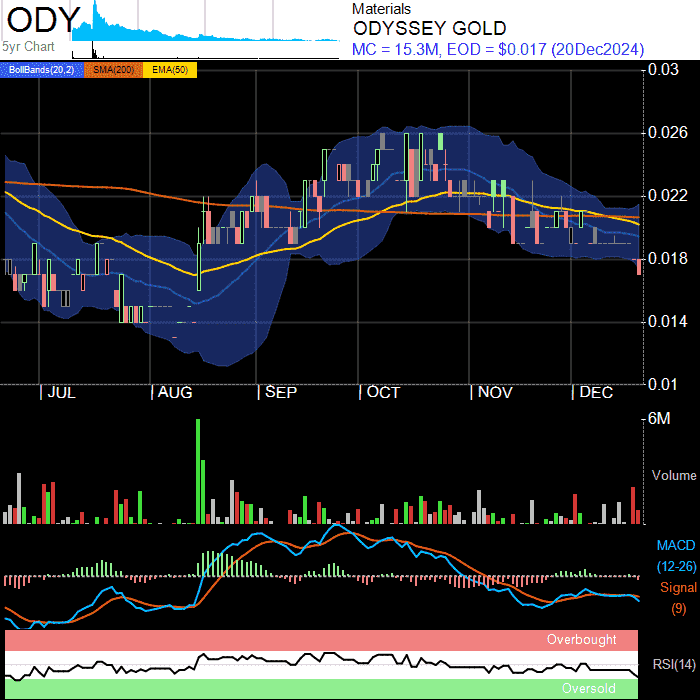 ODY
5yr Chart
Materials
ODYSSEY GOLD
MC = 15.3M, EOD = $0.017 (20Dec2024)
BollBands(20,2) SMA(200) EMA(50)
0.03
0.026
0.022
0.018
0.014
0.01
JUL AUG SEP OCT NOV DEC
6M
Volume
MACD
(12-26)
Signal
(9)
Overbought
RSI(14)
Oversold